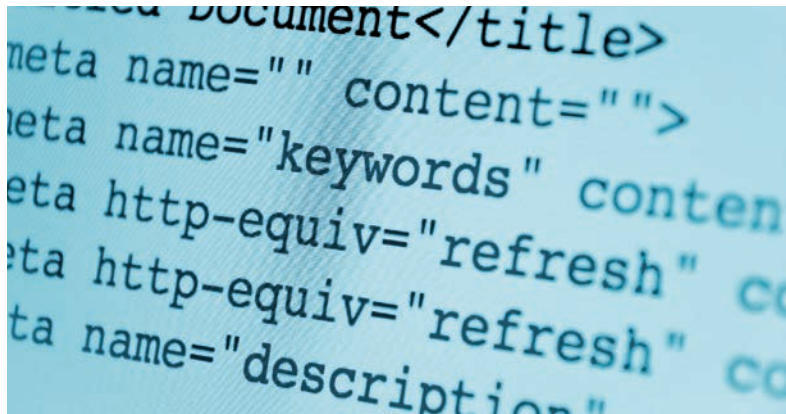 Document</title>
meta name="" content="">
meta name="keywords" conten
eta http-equiv="refresh" co
eta http-equiv="refresh" co
ta name="description"